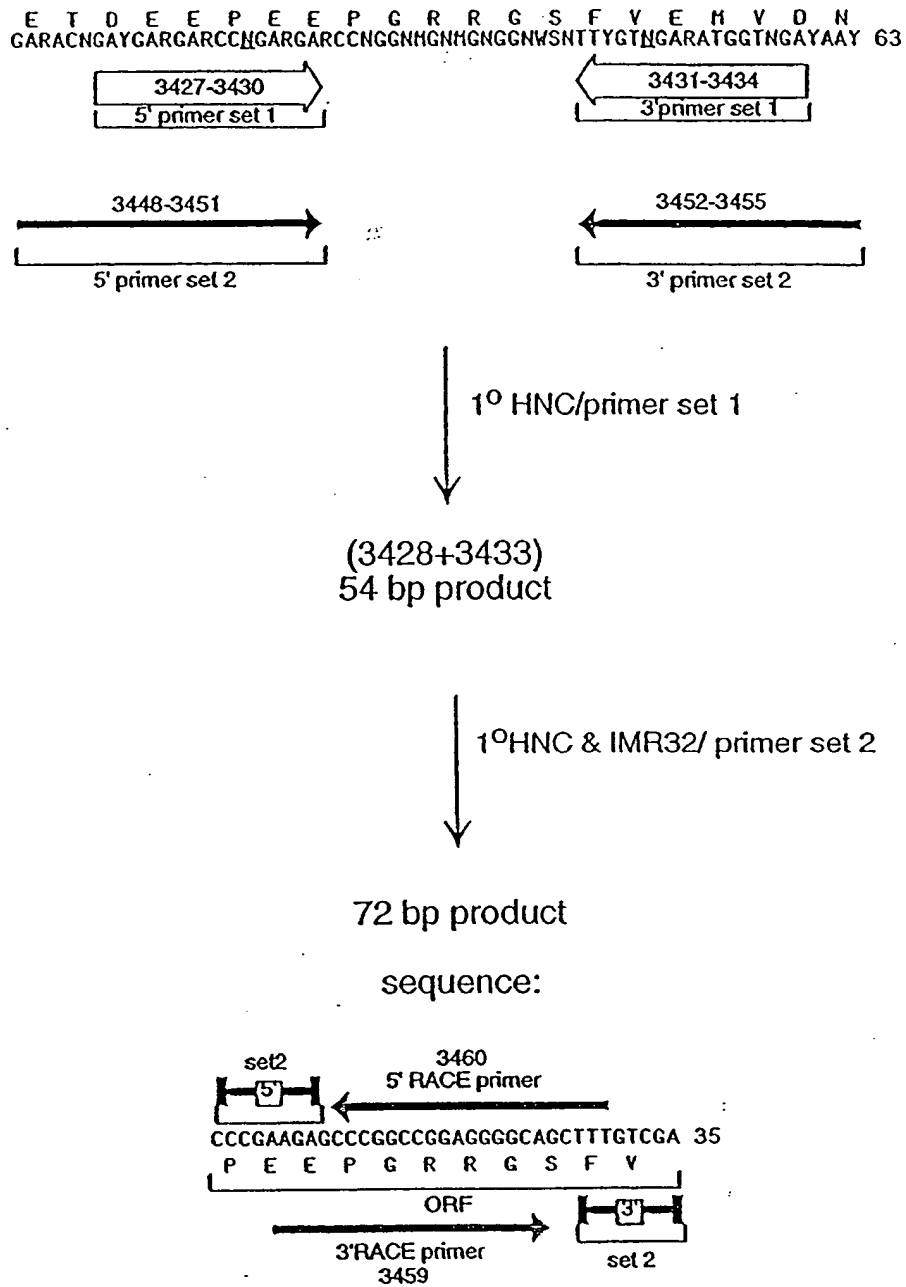 E T D E E P E E P G R R G S F V E M V D N
GARACNGAYGARGARCCNGARGARCCNGGNMGNMGNGGNWSNTTYGTNGARATGGTNGAYAAY 63
3427-3430 3431-3434
5' primer set 1 3'primer set 1
3448-3451 3452-3455
5' primer set 2 3' primer set 2
1º HNC/primer set 1
(3428+3433)
54 bp product
1ºHNC & IMR32/ primer set 2
72 bp product
sequence:
set2 3460
5' 5' RACE primer
CCCGAAGAGCCCGGCCGGAGGGGCAGCTTTGTCGA 35
P E E P G R R G S F V
ORF
3'
3'RACE primer set 2
3459